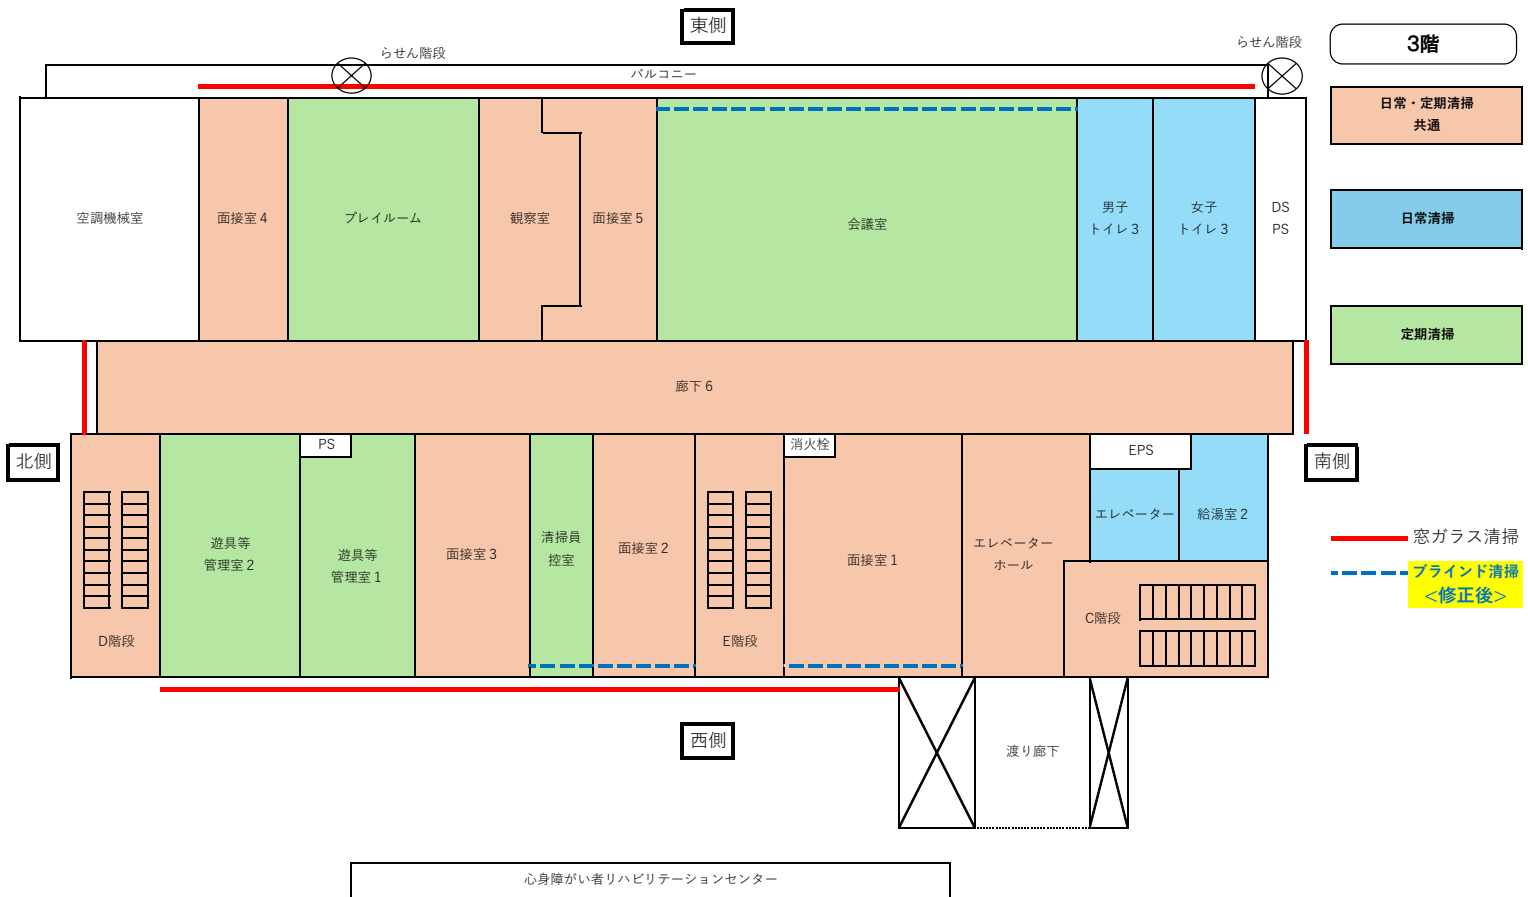 東側
3階
らせん階段
らせん階段
バルコニー
日常・定期清掃
共通
日常清掃
定期清掃
空調機械室
面接室４
プレイルーム
観察室
面接室５
会議室
男子
トイレ３
女子
トイレ３
DS
PS
廊下６
北側
南側
PS
消火栓
EPS
D階段
遊具等
管理室２
遊具等
管理室１
面接室３
清掃員
控室
面接室２
E階段
面接室１
エレベーター
ホール
エレベーター
給湯室２
C階段
窓ガラス清掃
ブラインド清掃
<修正後>
西側
渡り廊下
心身障がい者リハビリテーションセンター